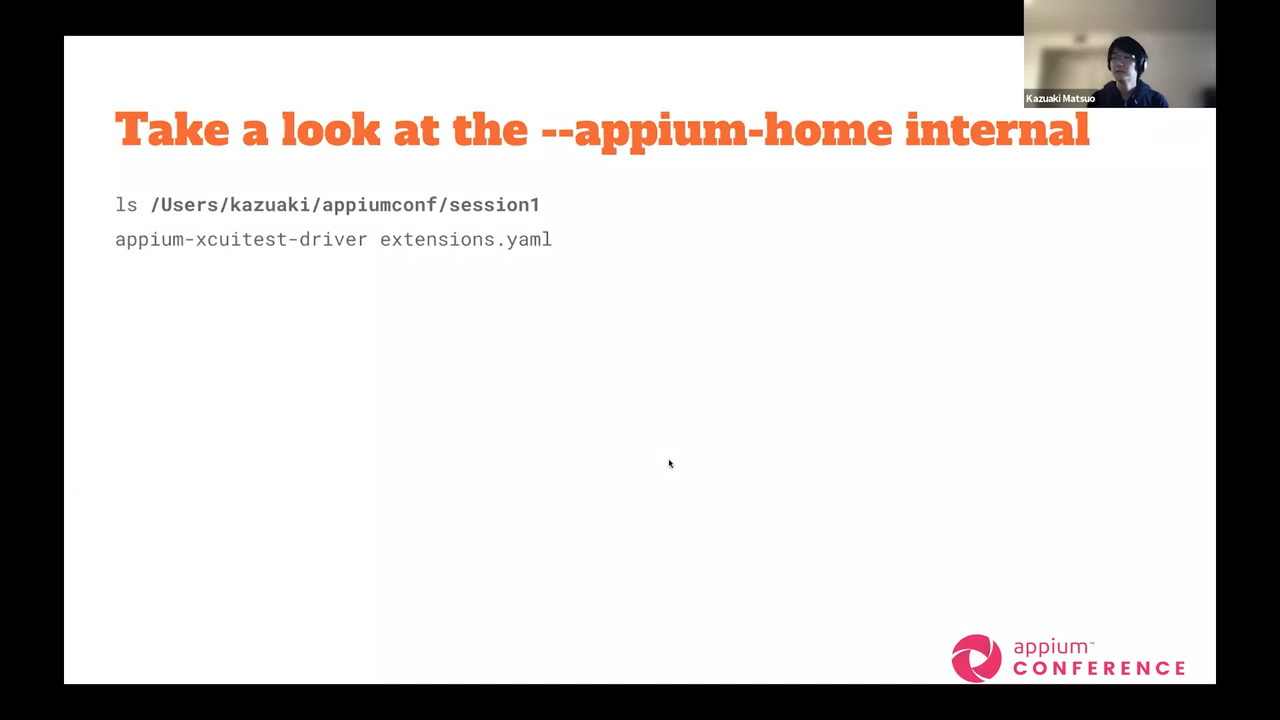 Kazuaki Matsuo
Take a look at the --appium-home internal
ls /Users/kazuaki/appiumconf/session1
appium-xcuitest-driver extensions.yaml
appium™
CONFERENCE